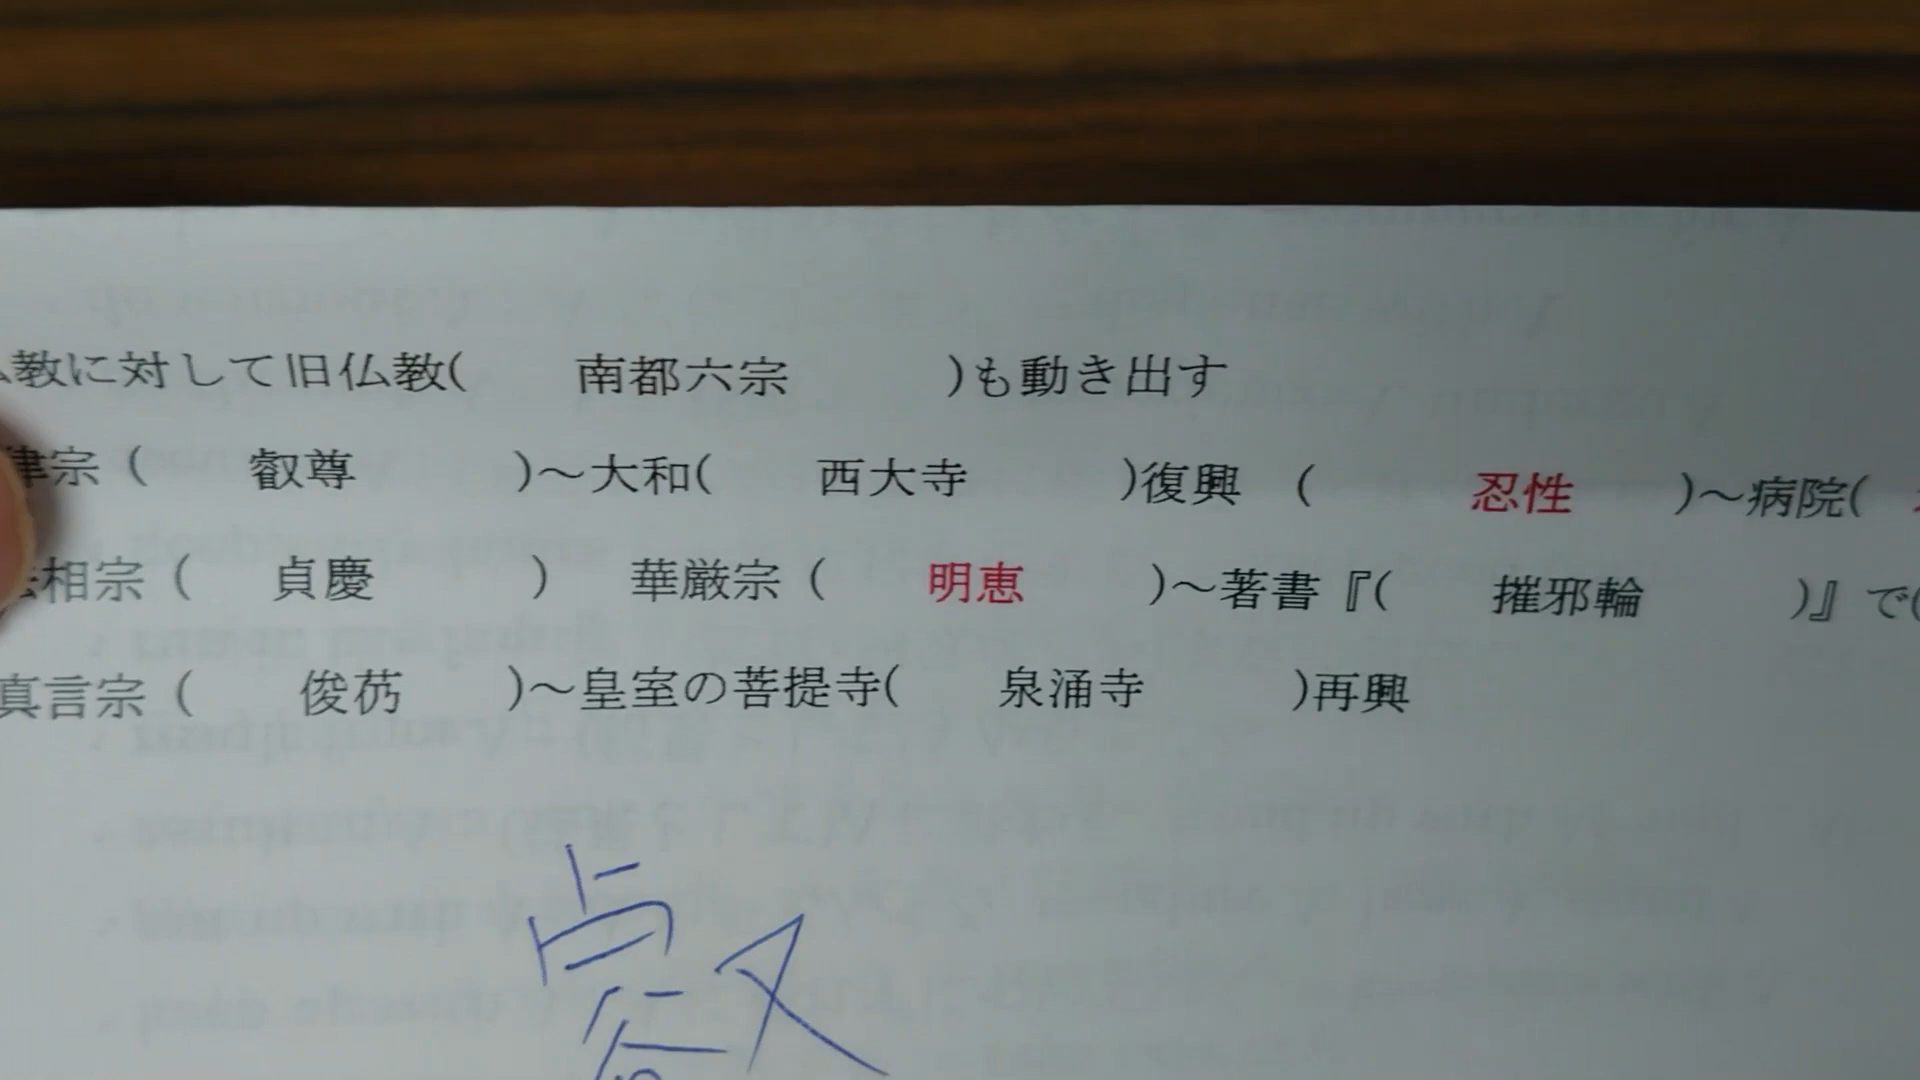 教に対して旧仏教( 南都六宗 )も動き出す
律宗 ( 叡尊 )～大和( 西大寺 )復興 ( 忍性 )～病院(
相宗 ( 貞慶 ) 華厳宗 ( 明恵 )～著書『( 摧邪輪 )』で(
真言宗 ( 俊芿 )～皇室の菩提寺( 泉涌寺 )再興
叡